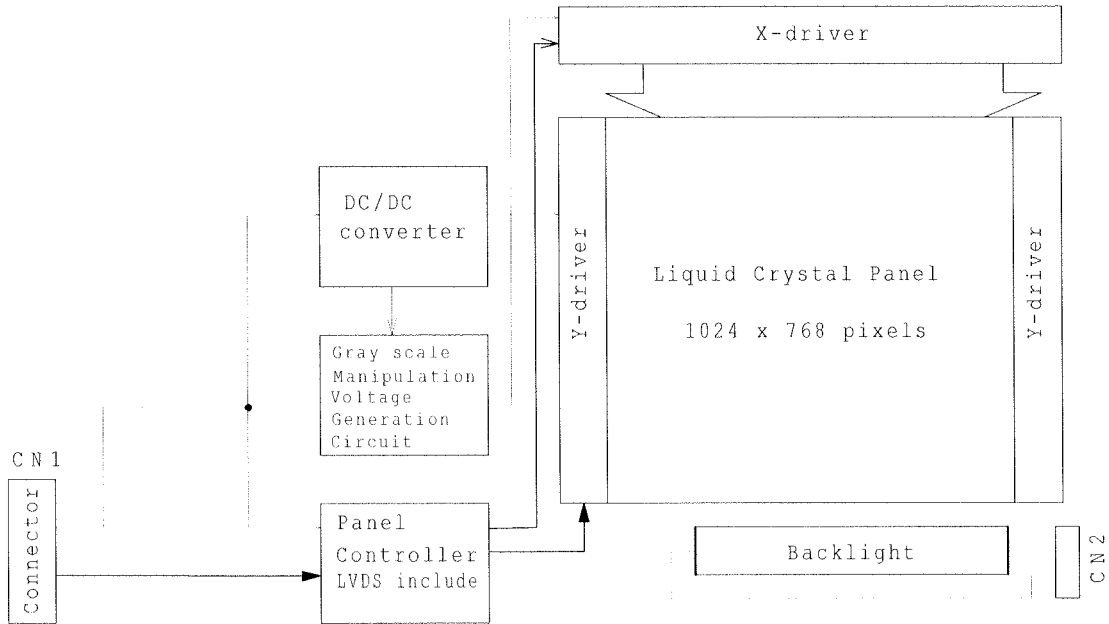 X-driver
DC/DC
converter
Y-driver
Liquid Crystal Panel
1024 x 768 pixels
Y-driver
Gray scale
Manipulation
Voltage
Generation
Circuit
CN1
Connector
Panel
Controller
LVDS include
Backlight
CN2